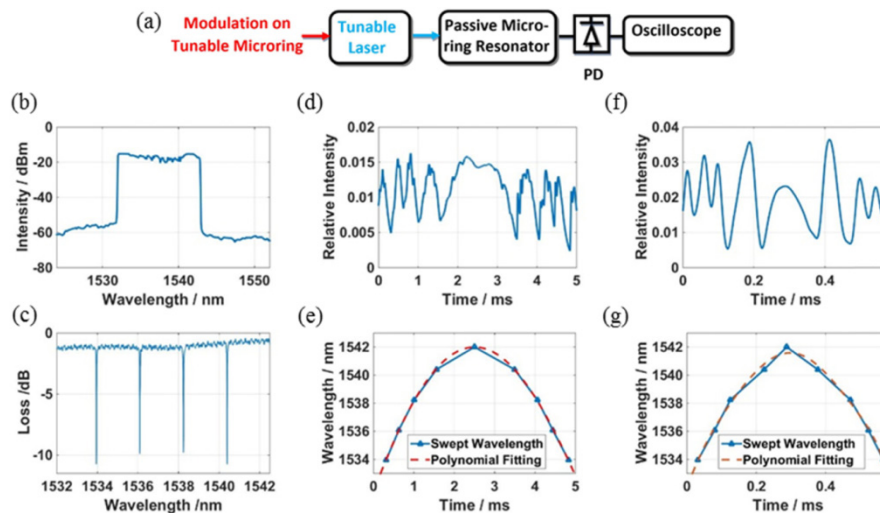 (a)
Modulation on
Tunable Microring
Tunable
Laser
Passive Micro-
ring Resonator
PD
Oscilloscope
(b)
Intensity / dBm
0
-20
-40
-60
-80
1530
1540
1550
Wavelength / nm
(d)
Relative Intensity
0.02
0.015
0.01
0.005
0
0
1
2
3
4
5
Time / ms
(f)
Relative Intensity
0.04
0.03
0.02
0.01
0
0
0.2
0.4
Time / ms
(c)
Loss /dB
0
-5
-10
1532
1534
1536
1538
1540
1542
Wavelength /nm
(e)
Wavelength / nm
1542
1540
1538
1536
1534
Swept Wavelength
Polynomial Fitting
0
1
2
3
4
5
Time / ms
(g)
Wavelength / nm
1542
1540
1538
1536
1534
Swept Wavelength
Polynomial Fitting
0
0.2
0.4
Time / ms